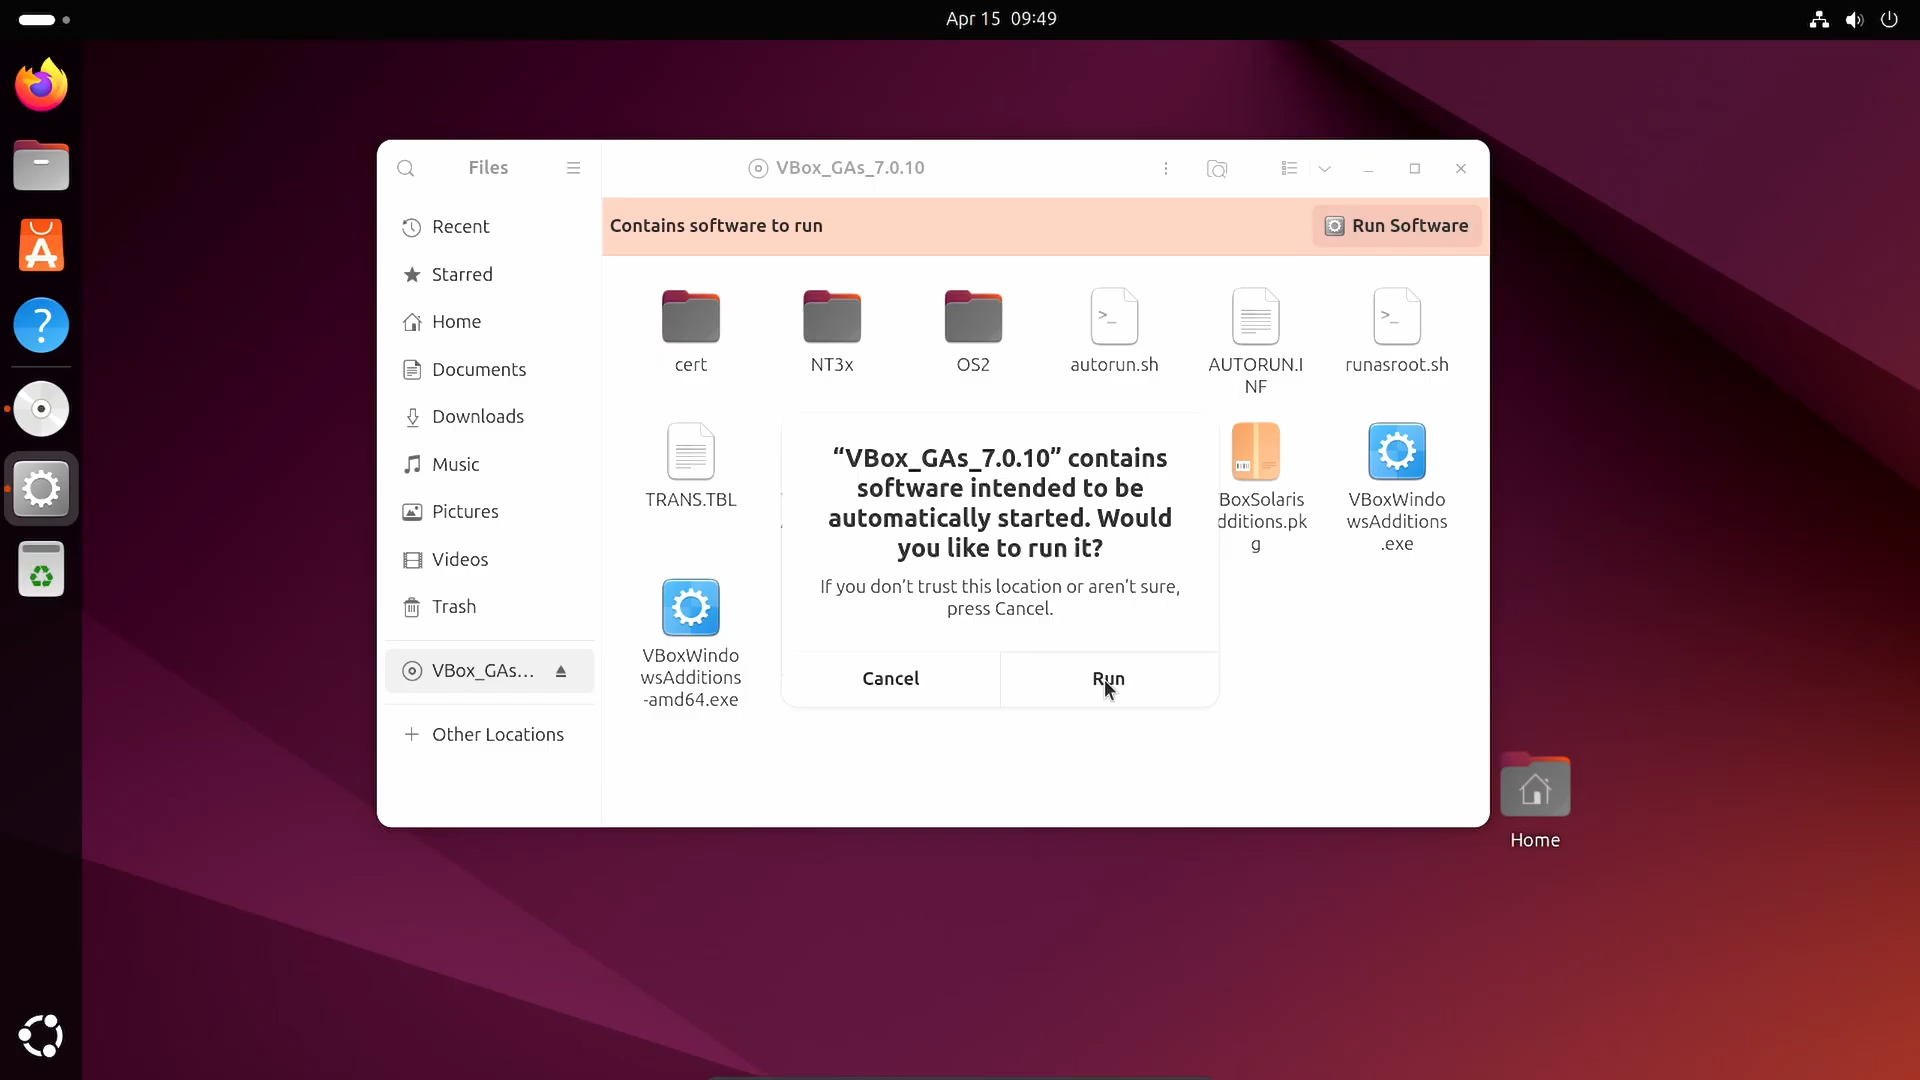 Apr 15 09:49
Files
VBox_GAs_7.0.10
Recent
Starred
Home
Documents
Downloads
Music
Pictures
Videos
Trash
VBox_GAs...
Other Locations
Contains software to run
Run Software
cert
NT3x
OS2
autorun.sh
AUTORUN.I
NF
runasroot.sh
TRANS.TBL
BoxSolaris
dditions.pk
g
VBoxWindo
wsAdditions
.exe
VBoxWindo
wsAdditions
-amd64.exe
“VBox_GAs_7.0.10” contains
software intended to be
automatically started. Would
you like to run it?
If you don’t trust this location or aren’t sure,
press Cancel.
Cancel
Run
Home